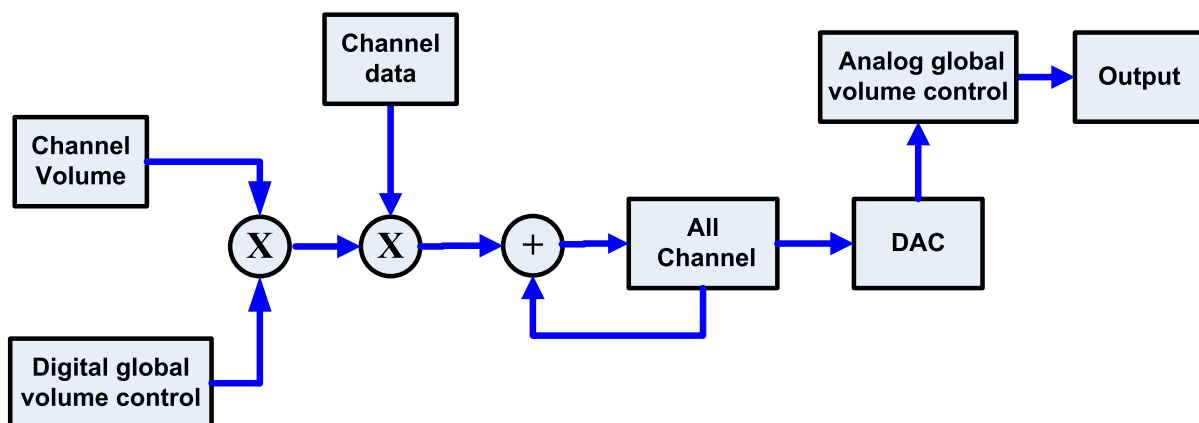 Channel
Volume
Digital global
volume control
X
Channel
data
X
+
All
Channel
DAC
Analog global
volume control
Output